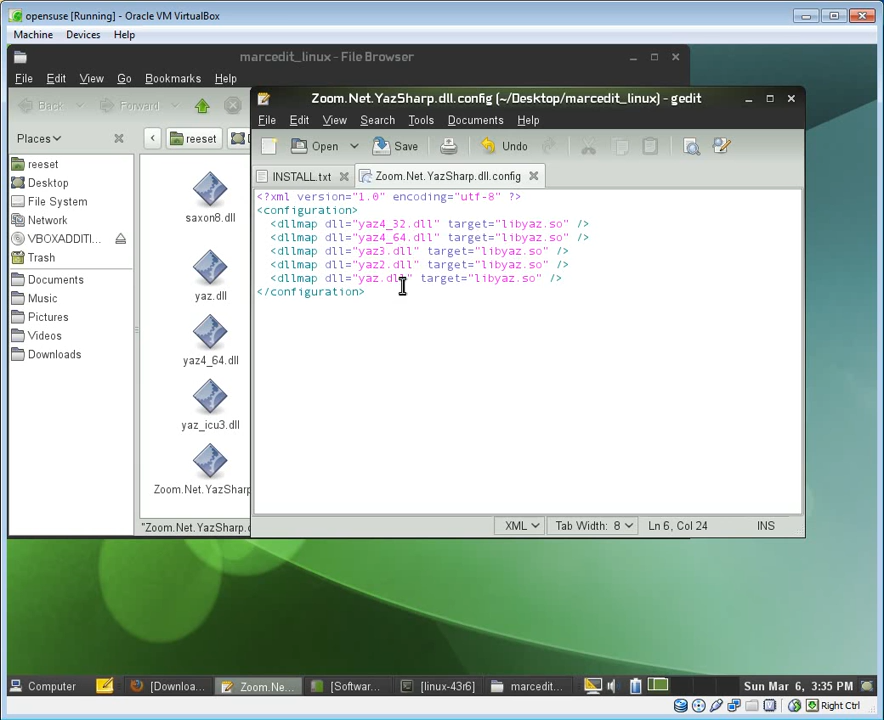 opensuse [Running] - Oracle VM VirtualBox
Machine Devices Help
marcedit_linux - File Browser
File Edit View Go Bookmarks Help
Back Forward
Places reeset
reeset
Desktop
File System
Network
VBOXADDITI...
Trash
Documents
Music
Pictures
Videos
Downloads
saxon8.dll
yaz.dll
yaz4_64.dll
yaz_icu3.dll
Zoom.Net.YazSharp
"Zoom.Net.YazSharp.
Zoom.Net.YazSharp.dll.config (~/Desktop/marcedit_linux) - gedit
File Edit View Search Tools Documents Help
Open Save Undo
INSTALL.txt Zoom.Net.YazSharp.dll.config
<?xml version="1.0" encoding="utf-8" ?>
<configuration>
<dllmap dll="yaz4_32.dll" target="libyaz.so" />
<dllmap dll="yaz4_64.dll" target="libyaz.so" />
<dllmap dll="yaz3.dll" target="libyaz.so" />
<dllmap dll="yaz2.dll" target="libyaz.so" />
<dllmap dll="yaz.dll" target="libyaz.so" />
</configuration>
XML Tab Width: 8 Ln 6, Col 24 INS
Computer [Downloa... Zoom.Ne... [Softwar... [linux-43r6] marcedit... Sun Mar 6, 3:35 PM
Right Ctrl